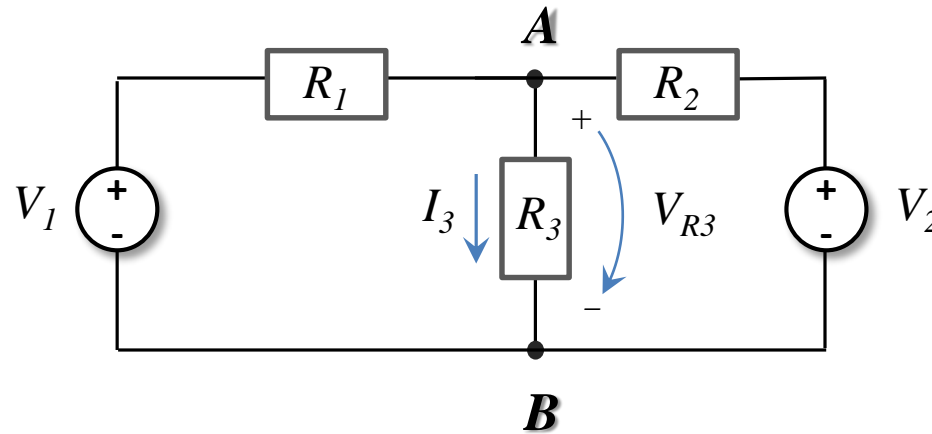 A
R1
R2
+
V1
+
-
I3
R3
VR3
+
-
V2
−
B